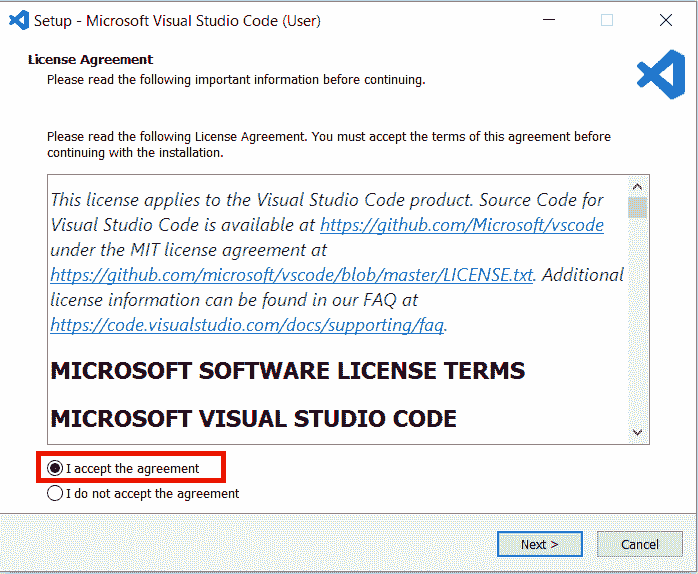 Setup - Microsoft Visual Studio Code (User)
License Agreement
Please read the following important information before continuing.
Please read the following License Agreement. You must accept the terms of this agreement before
continuing with the installation.
This license applies to the Visual Studio Code product. Source Code for
Visual Studio Code is available at https://github.com/Microsoft/vscode
under the MIT license agreement at
https://github.com/microsoft/vscode/blob/master/LICENSE.txt. Additional
license information can be found in our FAQ at
https://code.visualstudio.com/docs/supporting/faq.
MICROSOFT SOFTWARE LICENSE TERMS
MICROSOFT VISUAL STUDIO CODE
I accept the agreement
I do not accept the agreement
Next >
Cancel